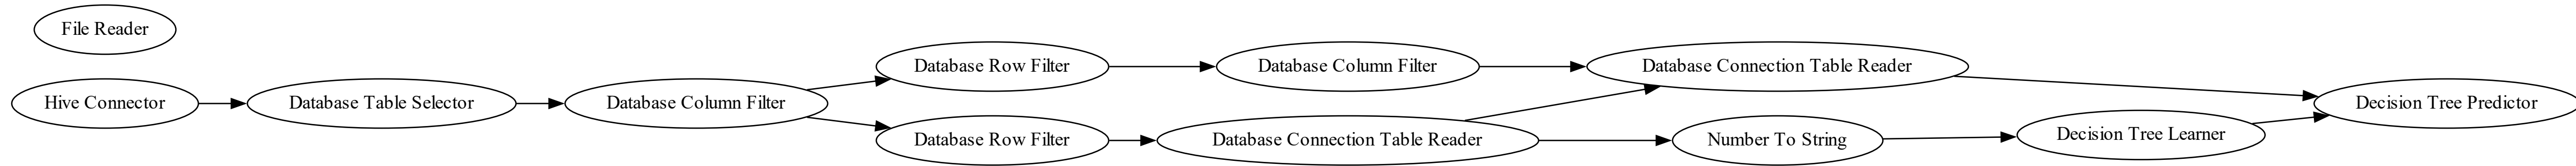 File Reader
Hive Connector
Database Table Selector
Database Column Filter
Database Row Filter
Database Column Filter
Database Connection Table Reader
Database Row Filter
Database Connection Table Reader
Number To String
Decision Tree Learner
Decision Tree Predictor